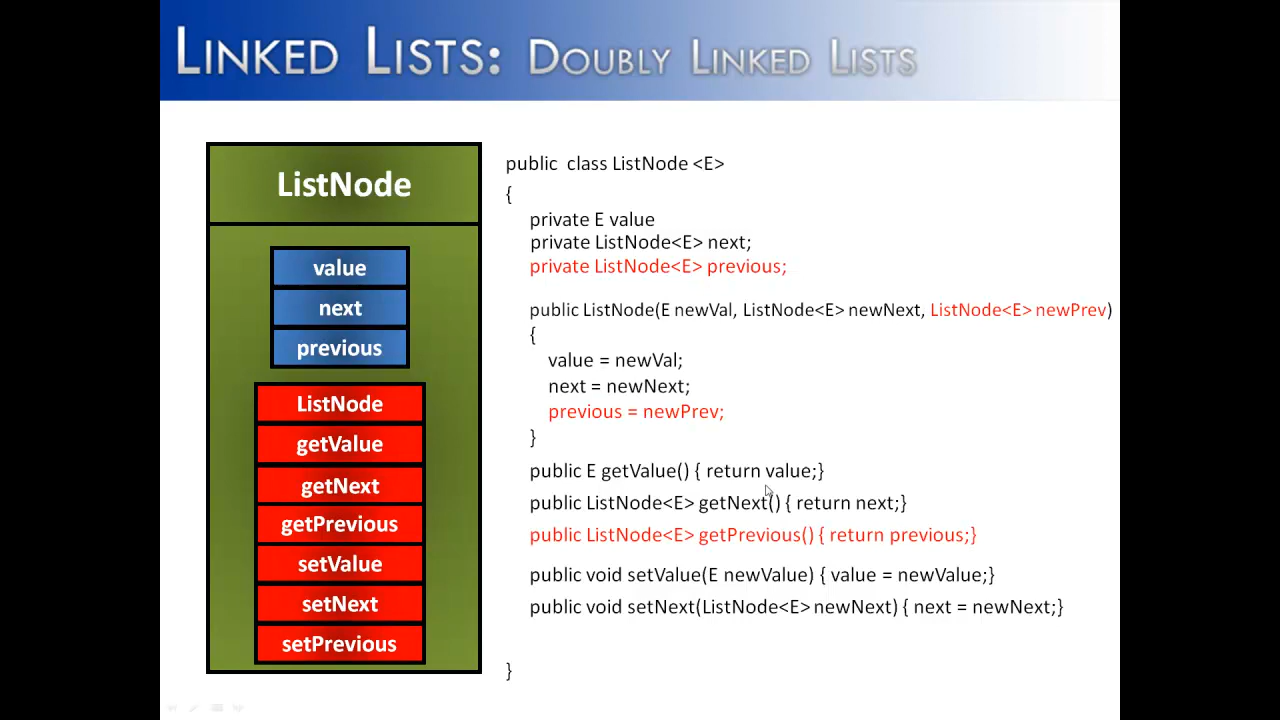 LINKED LISTS: DOUBLY LINKED LISTS
ListNode
value
next
previous
ListNode
getValue
getNext
getPrevious
setValue
setNext
setPrevious
public class ListNode <E>
{
private E value
private ListNode<E> next;
private ListNode<E> previous;
public ListNode(E newVal, ListNode<E> newNext, ListNode<E> newPrev)
{
value = newVal;
next = newNext;
previous = newPrev;
}
public E getValue() { return value;}
public ListNode<E> getNext() { return next;}
public ListNode<E> getPrevious() { return previous;}
public void setValue(E newValue) { value = newValue;}
public void setNext(ListNode<E> newNext) { next = newNext;}
}